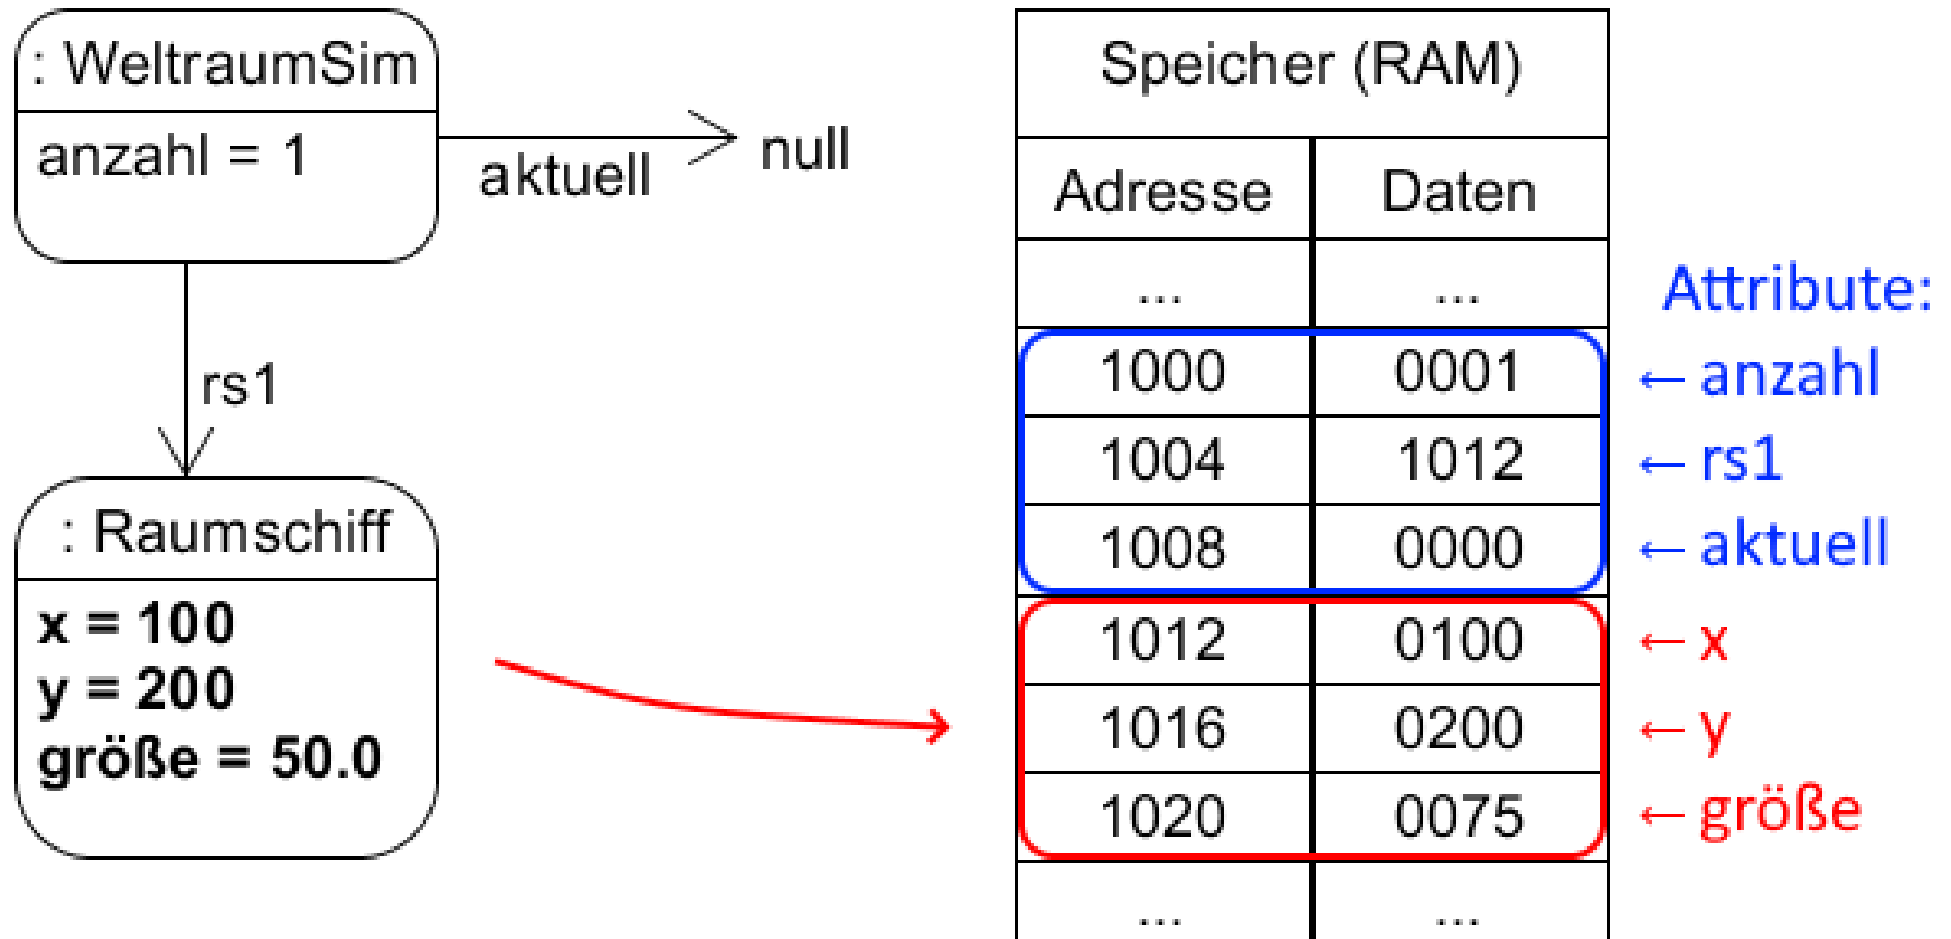 : WeltraumSim
anzahl = 1
aktuell
null
rs1
: Raumschiff
x = 100
y = 200
größe = 50.0
Speicher (RAM)
Adresse Daten
... ...
Attribute:
1000 0001 ← anzahl
1004 1012 ← rs1
1008 0000 ← aktuell
1012 0100 ← x
1016 0200 ← y
1020 0075 ← größe
... ...